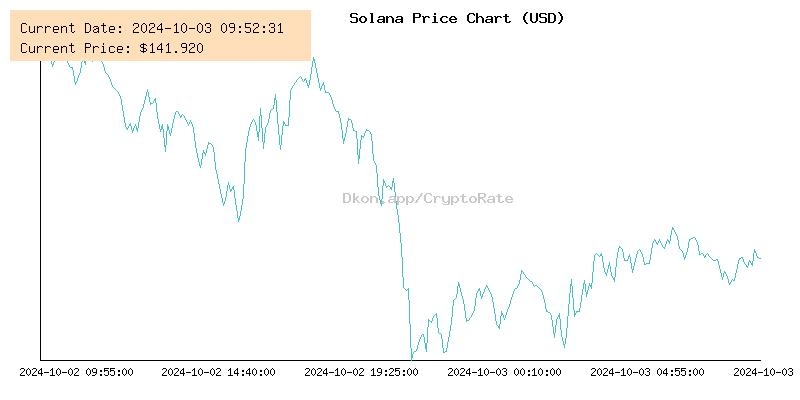 Solana Price Chart (USD)
Current Date: 2024-10-03 09:52:31
Current Price: $141.920
Dkon.app/CryptoRate
2024-10-02 09:55:00 2024-10-02 14:40:00 2024-10-02 19:25:00 2024-10-03 00:10:00 2024-10-03 04:55:00 2024-10-03